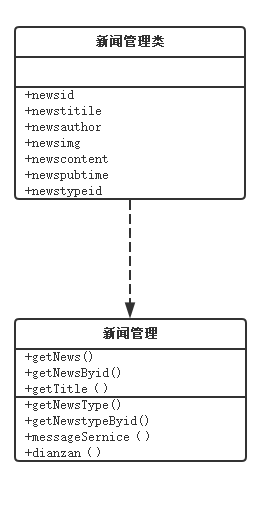 新闻管理类
+newsid
+newstitile
+newsauthor
+newsimg
+newscontent
+newspubtime
+newstypeid
新闻管理
+getNews()
+getNewsByid()
+getTitle（）
+getNewsType()
+getNewstypeByid()
+messageSernice（）
+dianzan（）